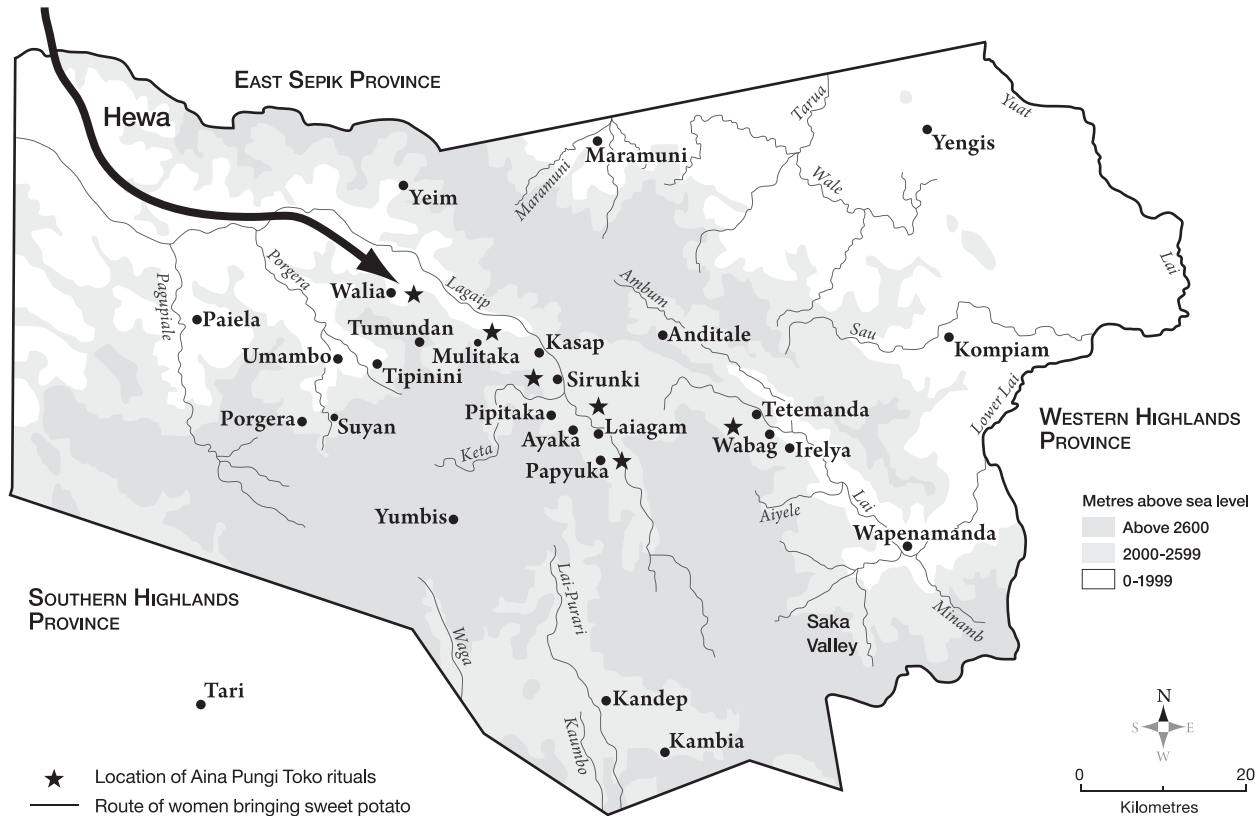 EAST SEPIK PROVINCE
Hewa
Tarua
Yuat
Maramuni
Yengis
Maramuni
Wale
Yeim
Lai
Porgera
Ambum
Pagupiale
Walia
Lagaip
Paiela
Tumundan
Anditale
Sau
Kompiam
Umambo
Mulitaka
Kasap
Tipinini
Sirunki
Lower Lai
Porgera
Suyan
Pipitaka
Tetemanda
WESTERN HIGHLANDS
PROVINCE
Ayaka
Laiagam
Wabag
Irelya
Keta
Papyuka
Metres above sea level
Above 2600
2000-2599
0-1999
Yumbis
Aiyele
Lai
Wapenamanda
Lai-Purari
SOUTHERN HIGHLANDS
PROVINCE
Waga
Saka
Valley
Minamb
Tari
Kandep
N
S
E
W
Kaumbo
Kambia
Location of Aina Pungi Toko rituals
Route of women bringing sweet potato
0
20
Kilometres